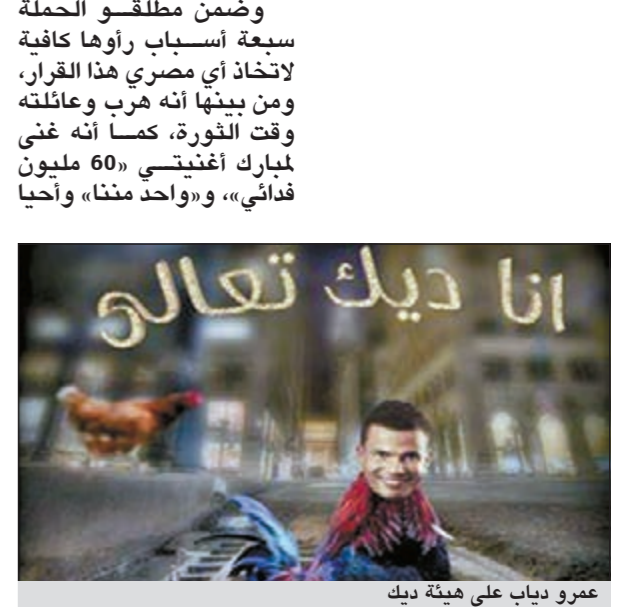 وضمن مطلقو الحملة
سبعة أسباب رأوها كافية
لاتخاذ أي مصري هذا القرار،
ومن بينها أنه هرب وعائلته
وقت الثورة، كما أنه غنى
لمبارك أغنيتي «60 مليون
فدائي»، و«واحد مننا» وأحيا
انا ديك تعالى
عمرو دياب على هيئة ديك